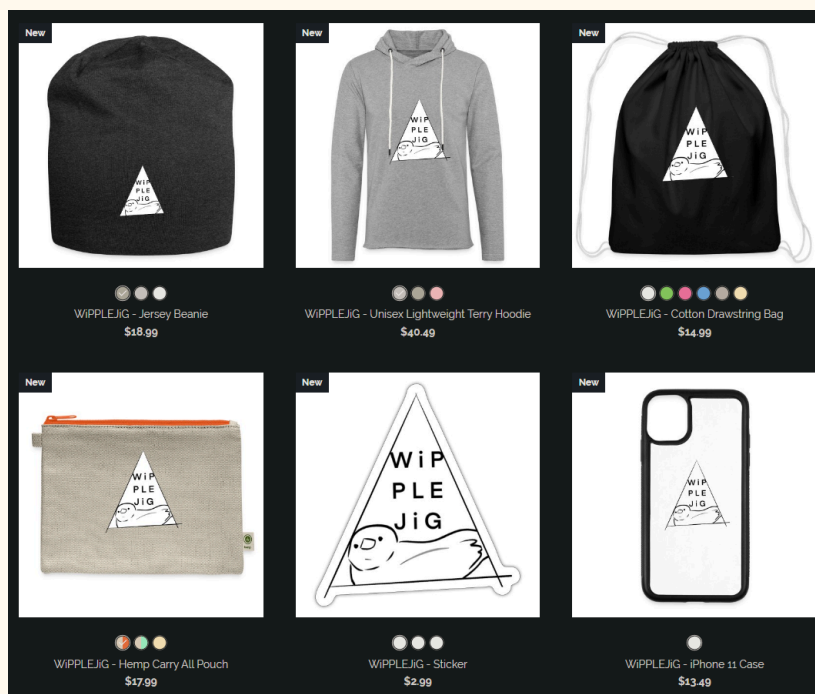 New
New
New
WiP
PLE
JiG
WiP
PLE
JiG
WiP
PLE
JiG
WiPPLEJiG - Jersey Beanie
$18.99
WiPPLEJiG - Unisex Lightweight Terry Hoodie
$40.49
WiPPLEJiG - Cotton Drawstring Bag
$14.99
New
New
New
WiP
PLE
JiG
WiP
PLE
JiG
WiP
PLE
JiG
WiPPLEJiG - Hemp Carry All Pouch
$17.99
WiPPLEJiG - Sticker
$2.99
WiPPLEJiG - iPhone 11 Case
$13.49